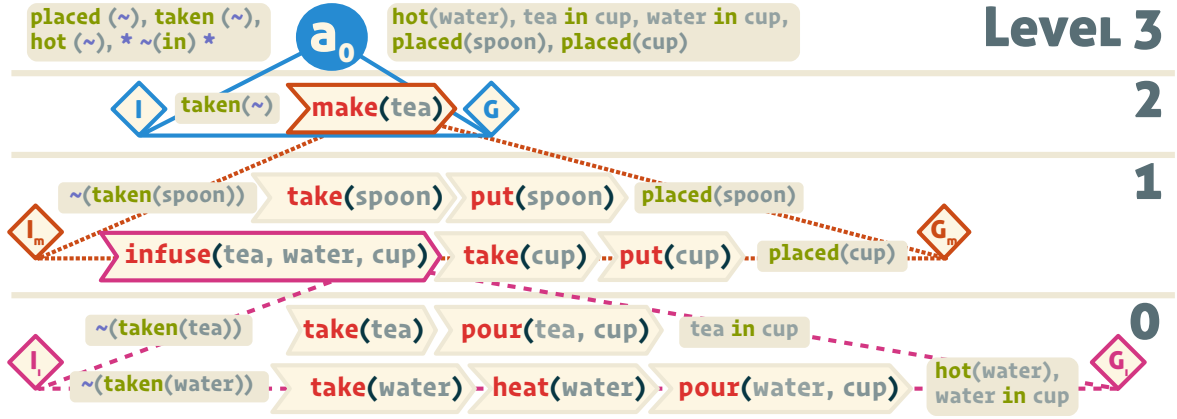 placed (~), taken (~),
hot (~), * ~(in) *
a0
hot(water), tea in cup, water in cup,
placed(spoon), placed(cup)
Level 3
I
taken(~)
make(tea)
G
2
~(taken(spoon))
take(spoon)
put(spoon)
placed(spoon)
1
Im
infuse(tea, water, cup)
take(cup)
put(cup)
placed(cup)
Gm
~(taken(tea))
take(tea)
pour(tea, cup)
tea in cup
0
Ii
~(taken(water))
take(water)
heat(water)
pour(water, cup)
hot(water),
water in cup
Gi